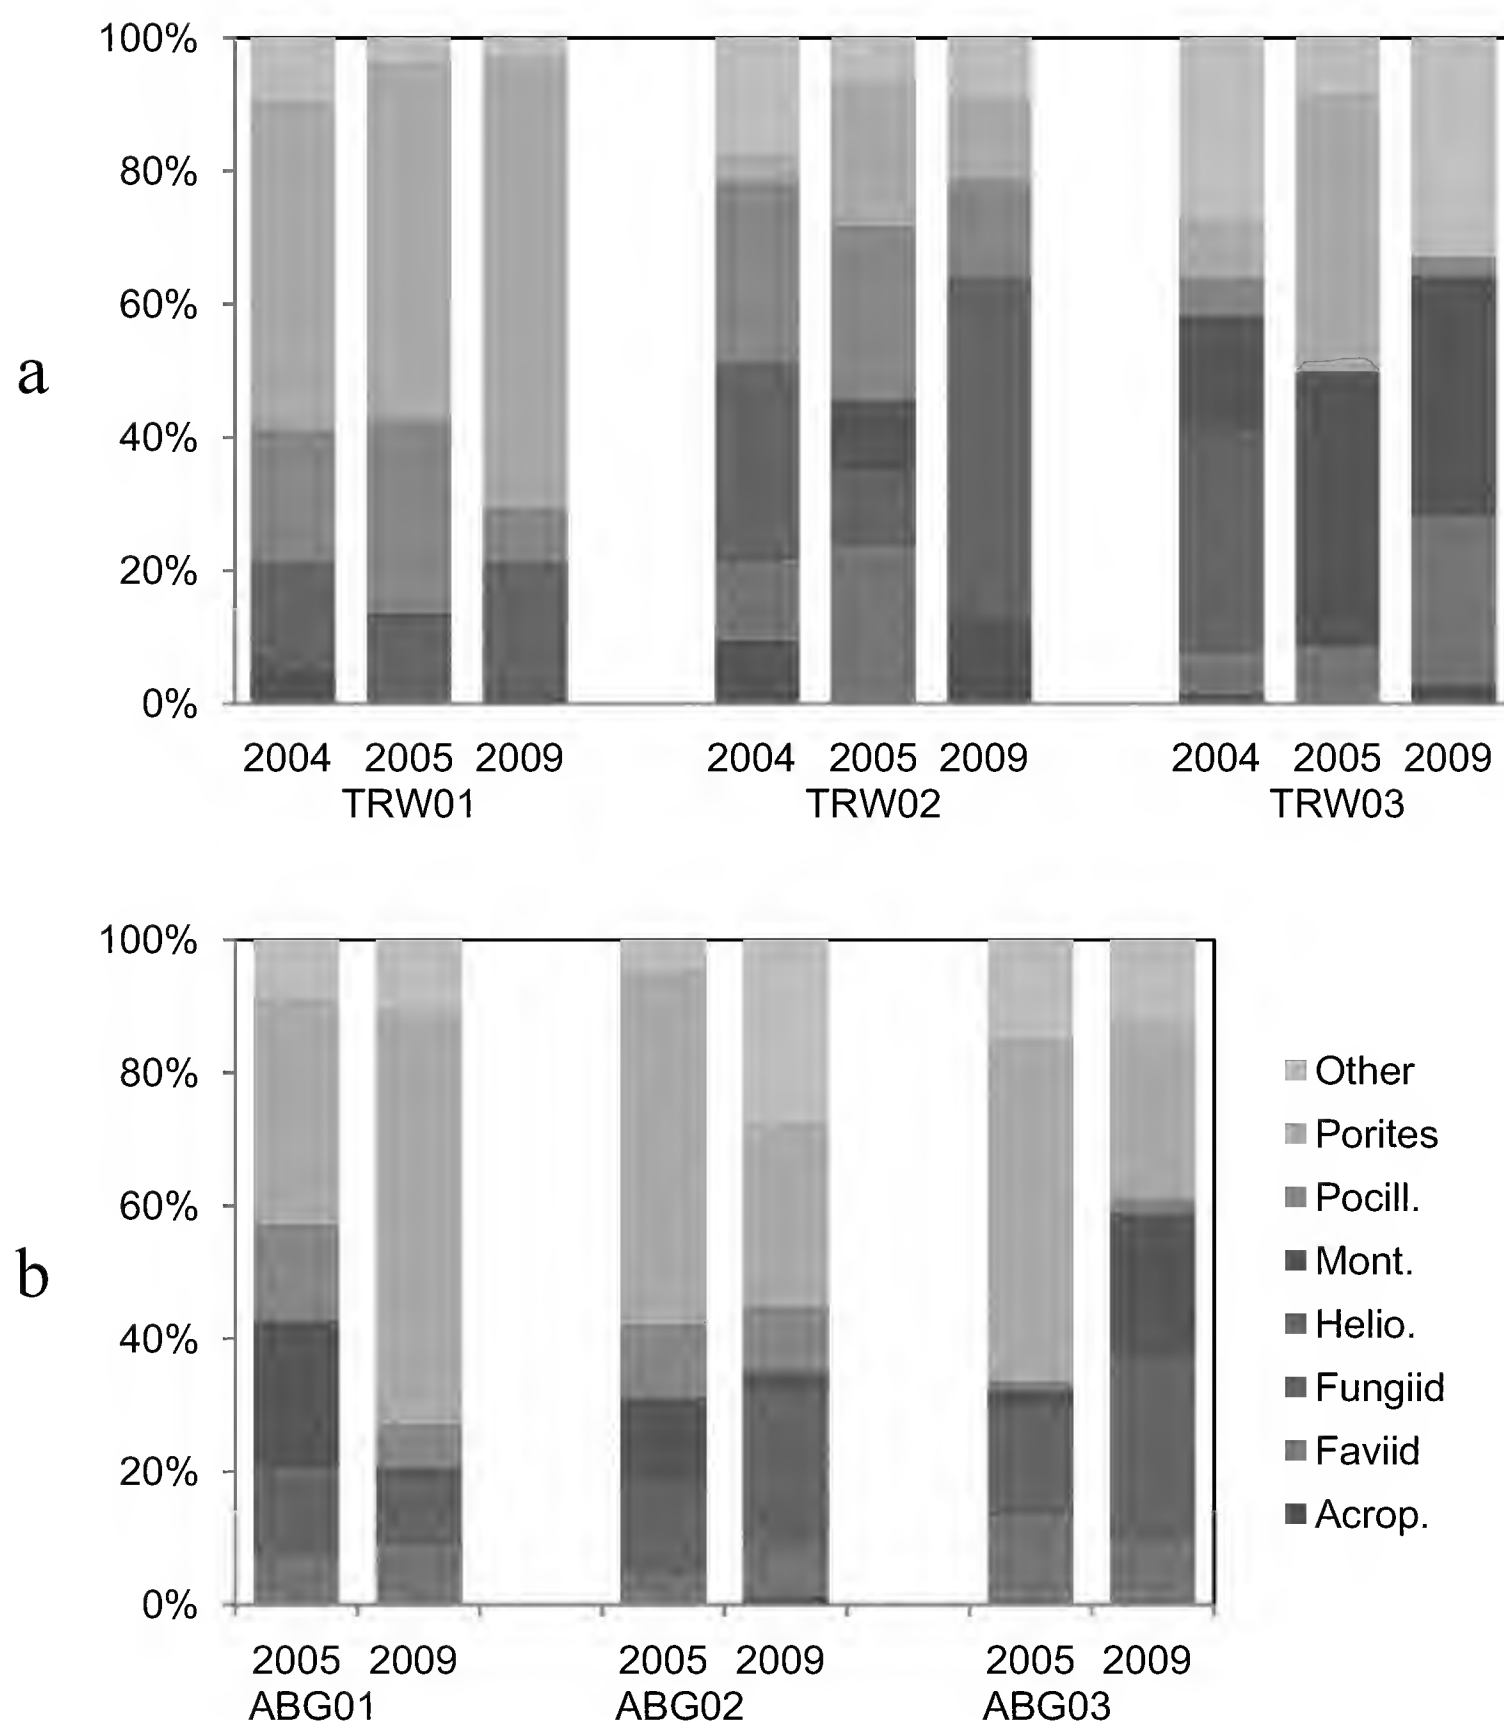 100%
80%
60%
40%
20%
0%
a
2004 2005 2009 2004 2005 2009 2004 2005 2009
TRW01 TRW02 TRW03
100%
80%
60%
40%
20%
0%
b
Other
Porites
Pocill.
Mont.
Helio.
Fungiid
Faviid
Acrop.
2005 2009 2005 2009 2005 2009
ABG01 ABG02 ABG03